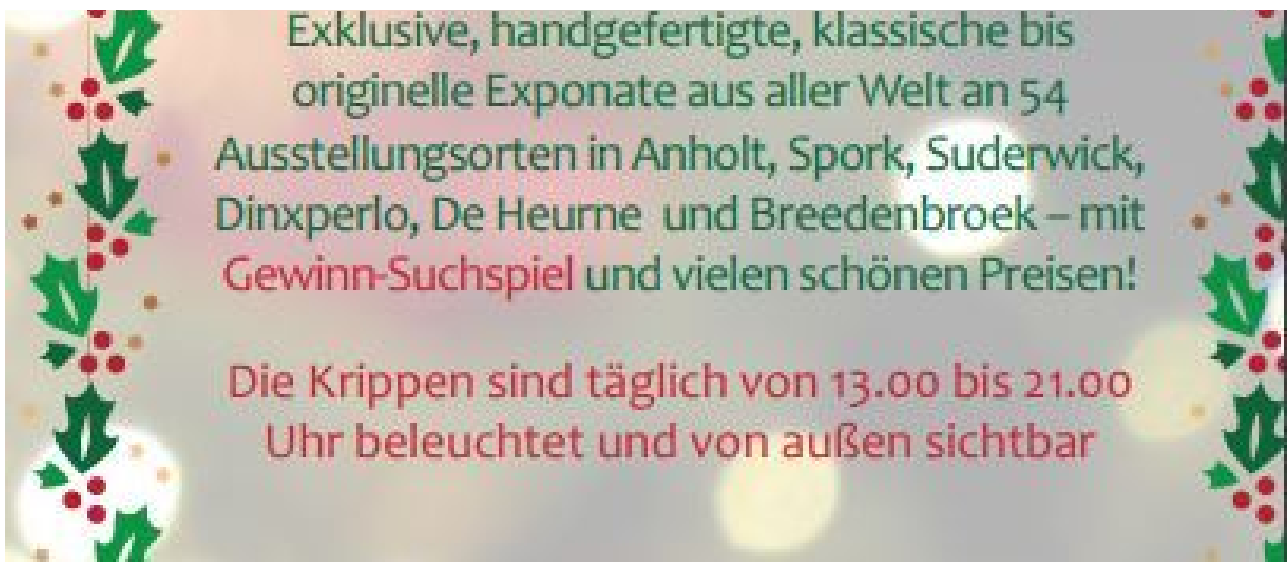 Exklusive, handgefertigte, klassische bis
originelle Exponate aus aller Welt an 54
Ausstellungsorten in Anholt, Spork, Suderwick,
Dinxperlo, De Heurne und Breedenbroek – mit
Gewinn-Suchspiel und vielen schönen Preisen!
Die Krippen sind täglich von 13.00 bis 21.00
Uhr beleuchtet und von außen sichtbar